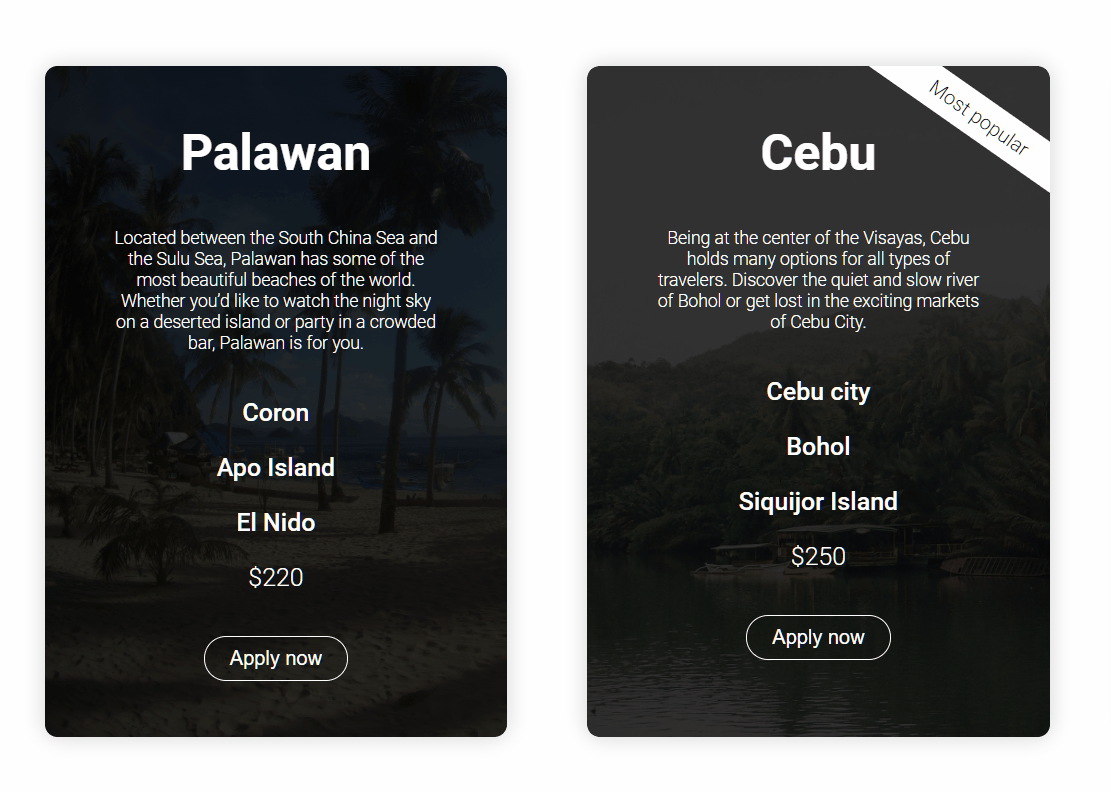 Palawan
Located between the South China Sea and
the Sulu Sea, Palawan has some of the
most beautiful beaches of the world.
Whether you'd like to watch the night sky
on a deserted island or party in a crowded
bar, Palawan is for you.
Coron
Apo Island
El Nido
$220
Apply now
Most popular
Cebu
Being at the center of the Visayas, Cebu
holds many options for all types of
travelers. Discover the quiet and slow river
of Bohol or get lost in the exciting markets
of Cebu City.
Cebu city
Bohol
Siquijor Island
$250
Apply now